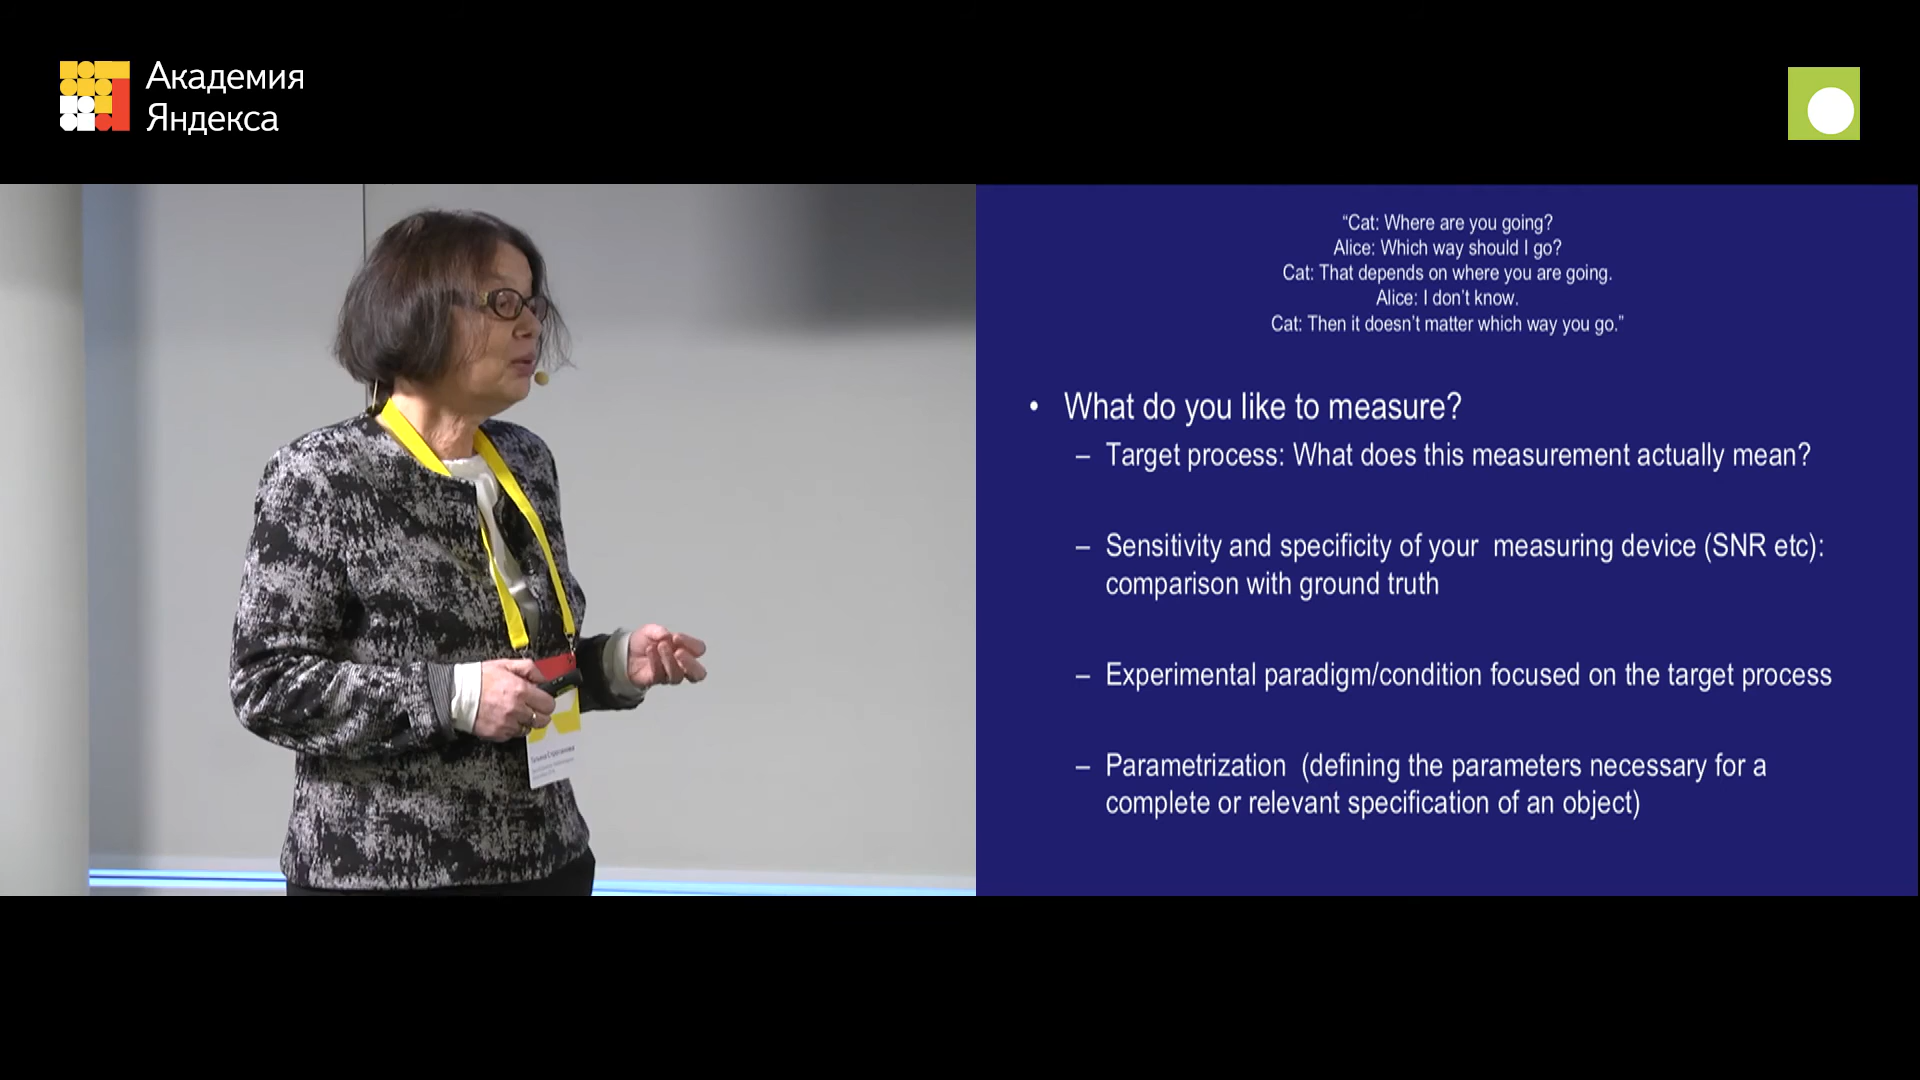 Академия
Яндекса
“Cat: Where are you going?
Alice: Which way should I go?
Cat: That depends on where you are going.
Alice: I don’t know.
Cat: Then it doesn’t matter which way you go.”
• What do you like to measure?
– Target process: What does this measurement actually mean?
– Sensitivity and specificity of your measuring device (SNR etc):
comparison with ground truth
– Experimental paradigm/condition focused on the target process
– Parametrization (defining the parameters necessary for a
complete or relevant specification of an object)